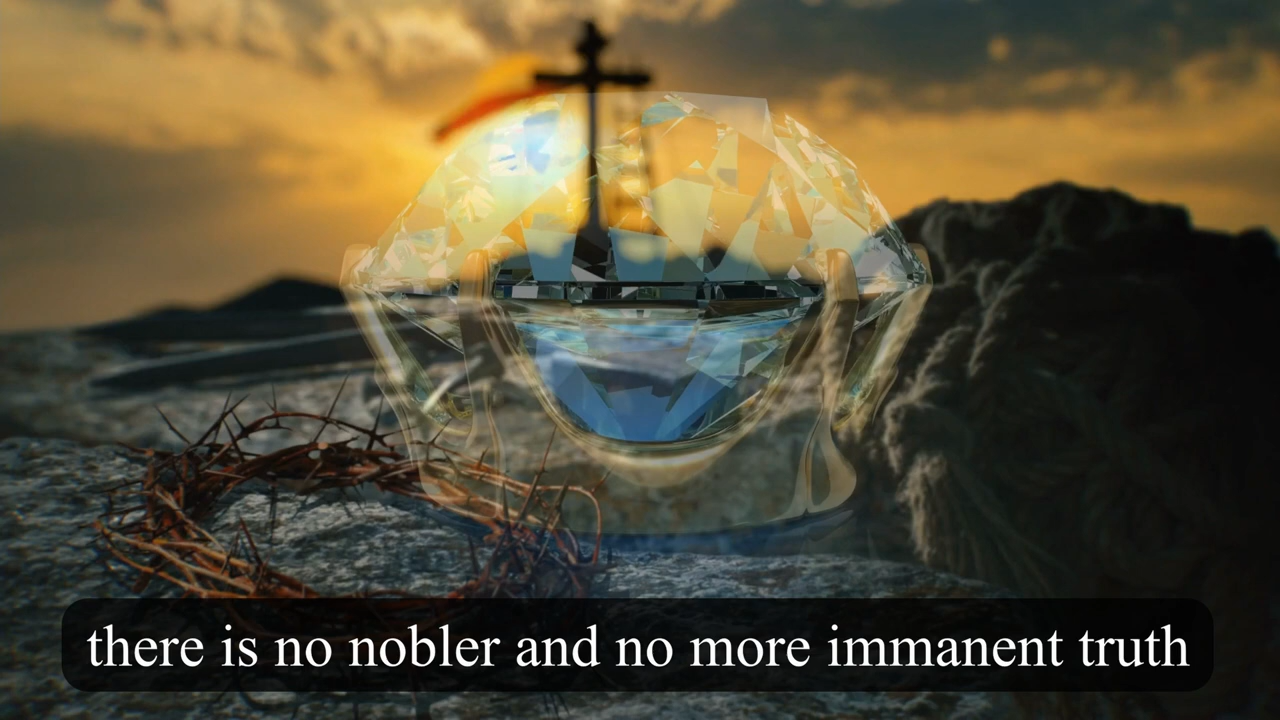 there is no nobler and no more immanent truth